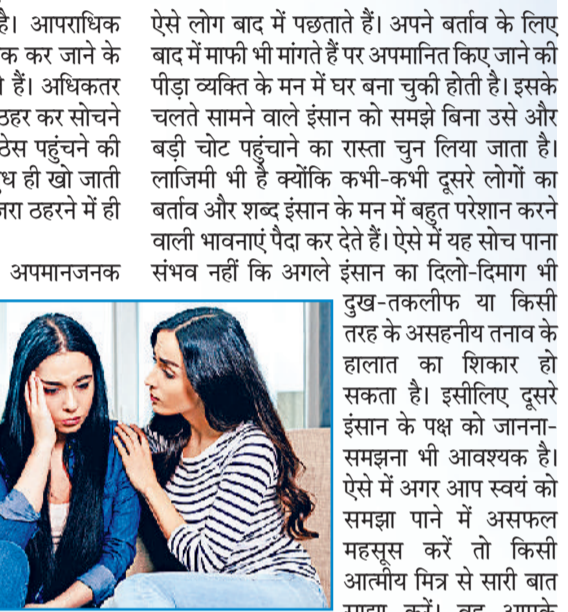 है। आपराधिक
क कर जाने के
हैं। अधिकतर
ठहर कर सोचने
ठेस पहुंचने की
ध ही खो जाती
जरा ठहरने में ही
अपमानजनक
ऐसे लोग बाद में पछताते हैं। अपने बर्ताव के लिए
बाद में माफी भी मांगते हैं पर अपमानित किए जाने की
पीड़ा व्यक्ति के मन में घर बना चुकी होती है। इसके
चलते सामने वाले इंसान को समझे बिना उसे और
बड़ी चोट पहुंचाने का रास्ता चुन लिया जाता है।
लाजिमी भी है क्योंकि कभी-कभी दूसरे लोगों का
बर्ताव और शब्द इंसान के मन में बहुत परेशान करने
वाली भावनाएं पैदा कर देते हैं। ऐसे में यह सोच पाना
संभव नहीं कि अगले इंसान का दिलो-दिमाग भी
दुख-तकलीफ या किसी
तरह के असहनीय तनाव के
हालात का शिकार हो
सकता है। इसीलिए दूसरे
इंसान के पक्ष को जानना-
समझना भी आवश्यक है।
ऐसे में अगर आप स्वयं को
समझा पाने में असफल
महसूस करें तो किसी
आत्मीय मित्र से सारी बात